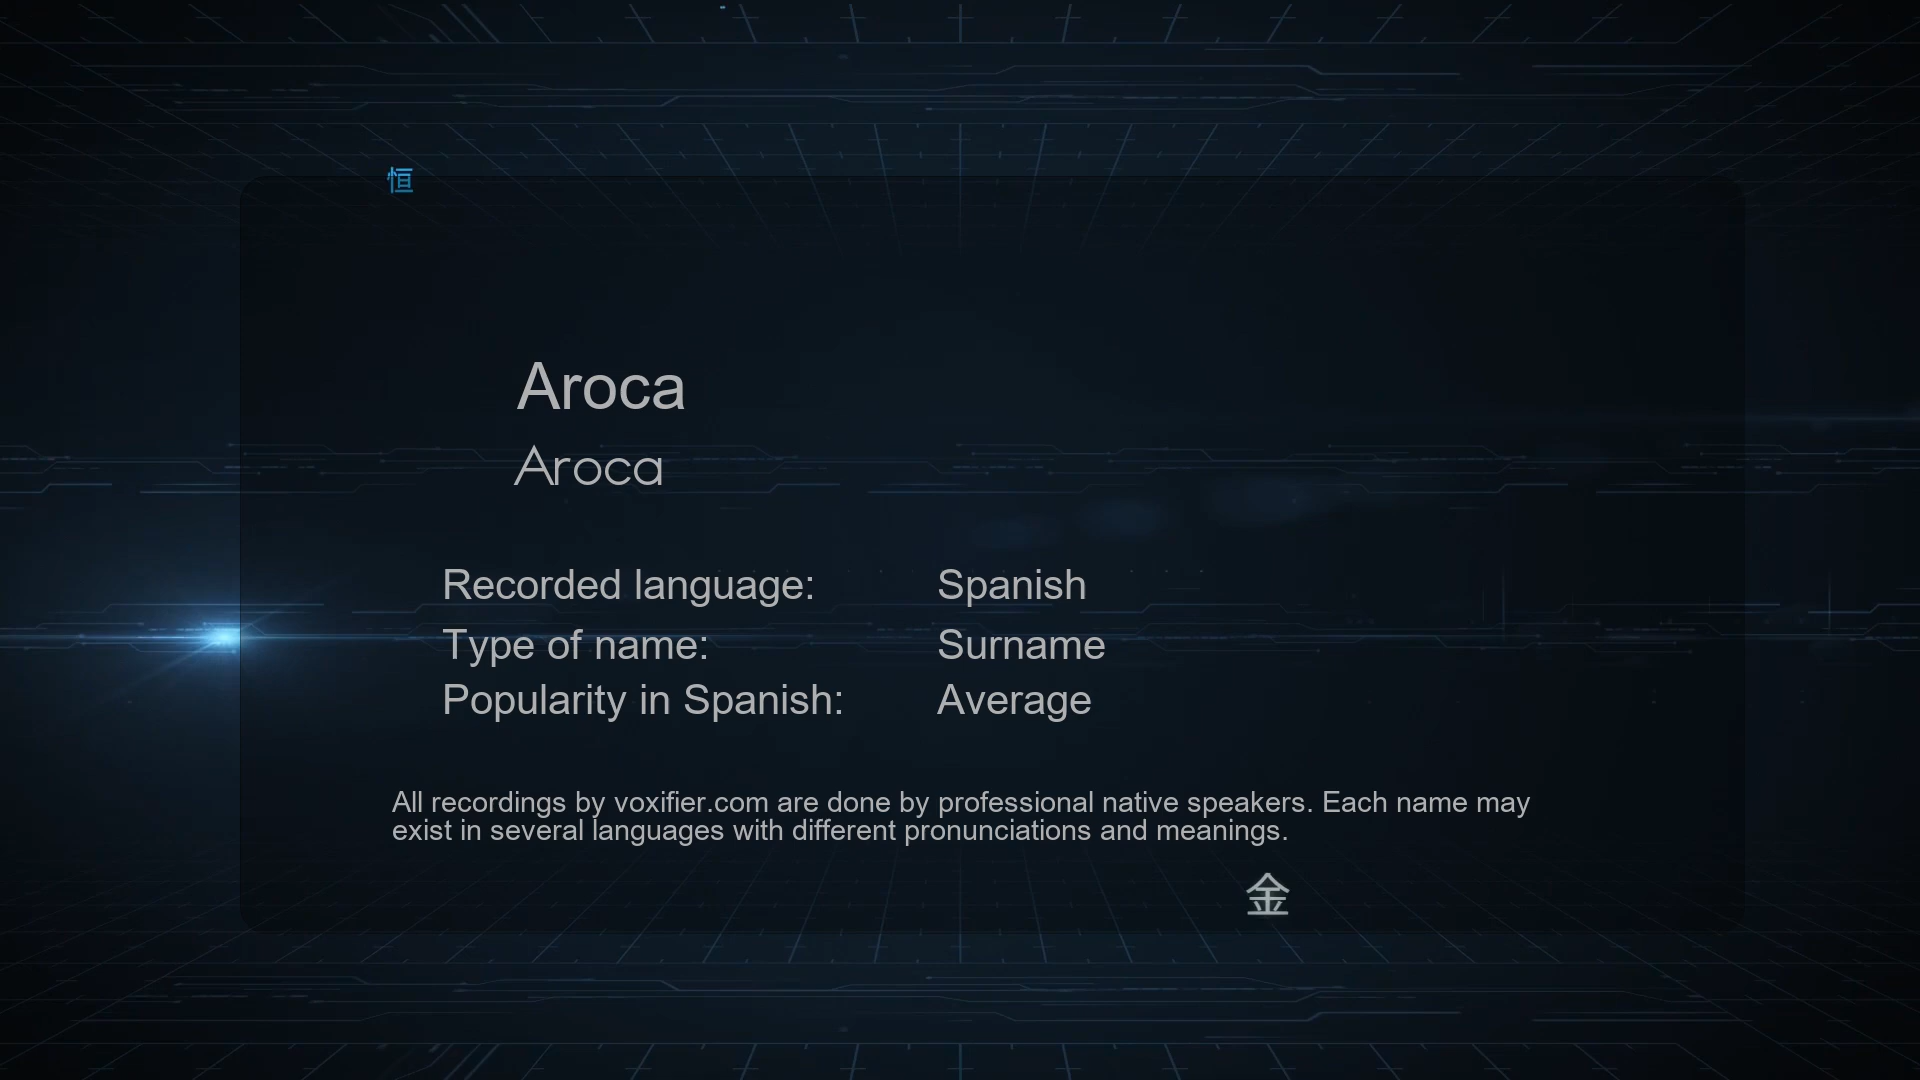 恒
Aroca
Aroca
Recorded language: Spanish
Type of name: Surname
Popularity in Spanish: Average
All recordings by voxifier.com are done by professional native speakers. Each name may
exist in several languages with different pronunciations and meanings.
金